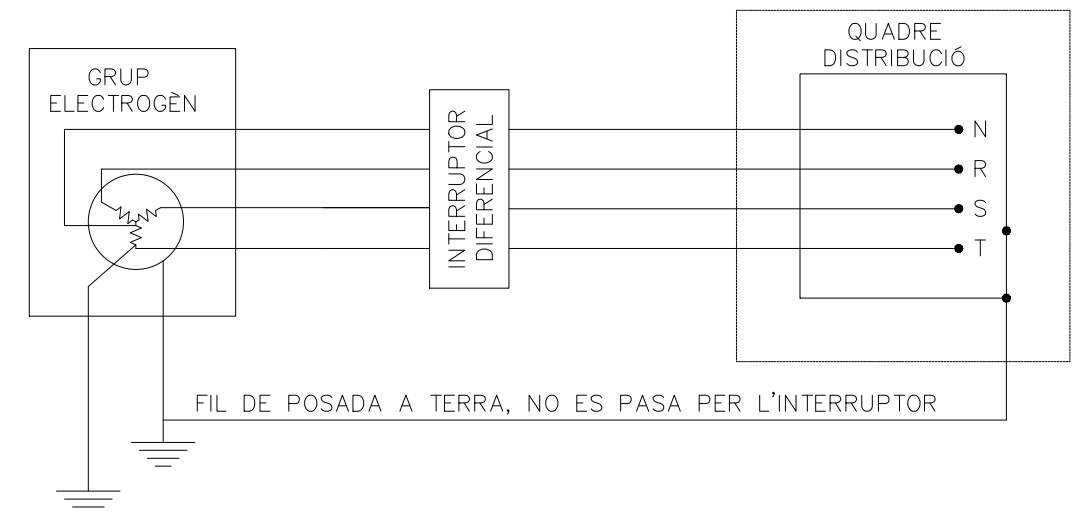 QUADRE
DISTRIBUCIÓ
GRUP
ELECTROGÈN
INTERRUPTOR
DIFERENCIAL
N
R
S
T
FIL DE POSADA A TERRA, NO ES PASA PER L'INTERRUPTOR